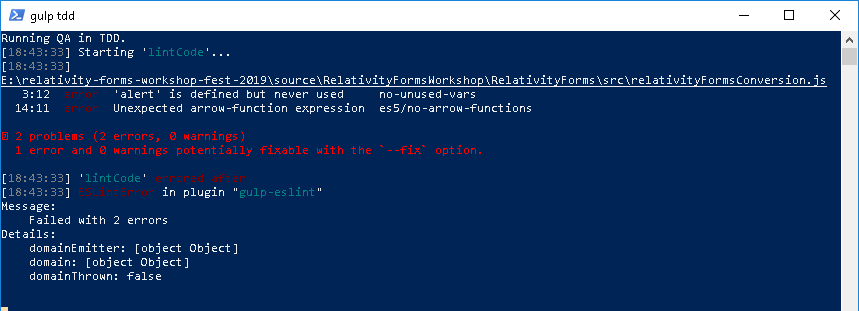 gulp tdd
Running QA in TDD.
[18:43:33] Starting 'lintCode'...
[18:43:33]
E:\relativity-forms-workshop-fest-2019\source\RelativityFormsWorkshop\RelativityForms\src\relativityFormsConversion.js
3:12 error 'alert' is defined but never used no-unused-vars
14:11 error Unexpected arrow-function expression es5/no-arrow-functions
2 problems (2 errors, 0 warnings)
1 error and 0 warnings potentially fixable with the `--fix` option.
[18:43:33] 'lintCode' errored after
[18:43:33] ESLintError in plugin "gulp-eslint"
Message:
Failed with 2 errors
Details:
domainEmitter: [object Object]
domain: [object Object]
domainThrown: false